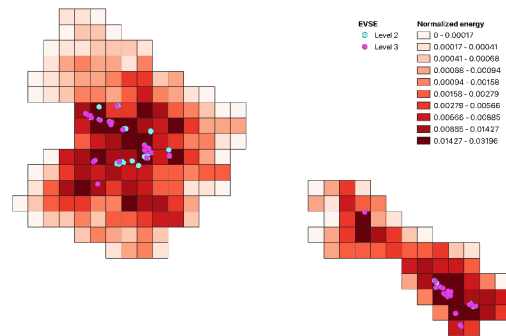 EVSE
Level 2
Level 3
Normalized energy
0 - 0.00017
0.00017 - 0.00041
0.00041 - 0.00068
0.00068 - 0.00094
0.00094 - 0.00158
0.00158 - 0.00279
0.00279 - 0.00566
0.00566 - 0.00885
0.00885 - 0.01427
0.01427 - 0.03196